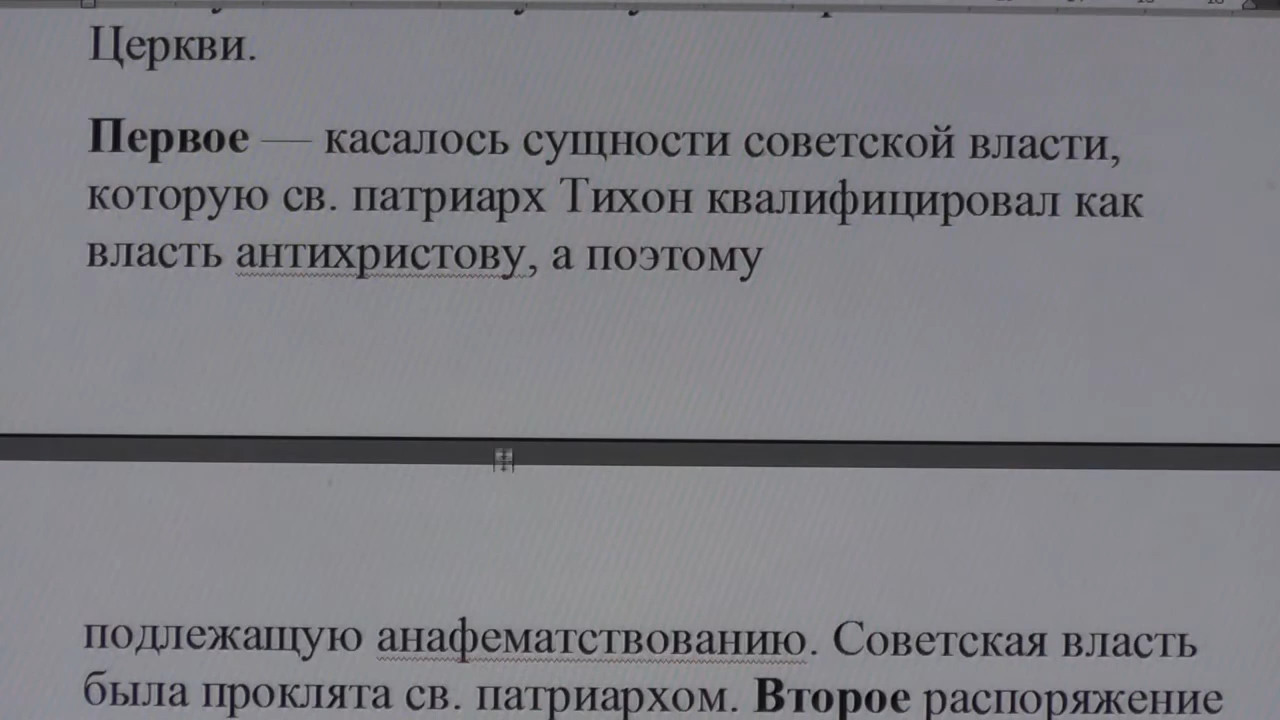 Церкви.
Первое — касалось сущности советской власти,
которую св. патриарх Тихон квалифицировал как
власть антихристову, а поэтому
подлежащую анафематствованию. Советская власть
была проклята св. патриархом. Второе распоряжение